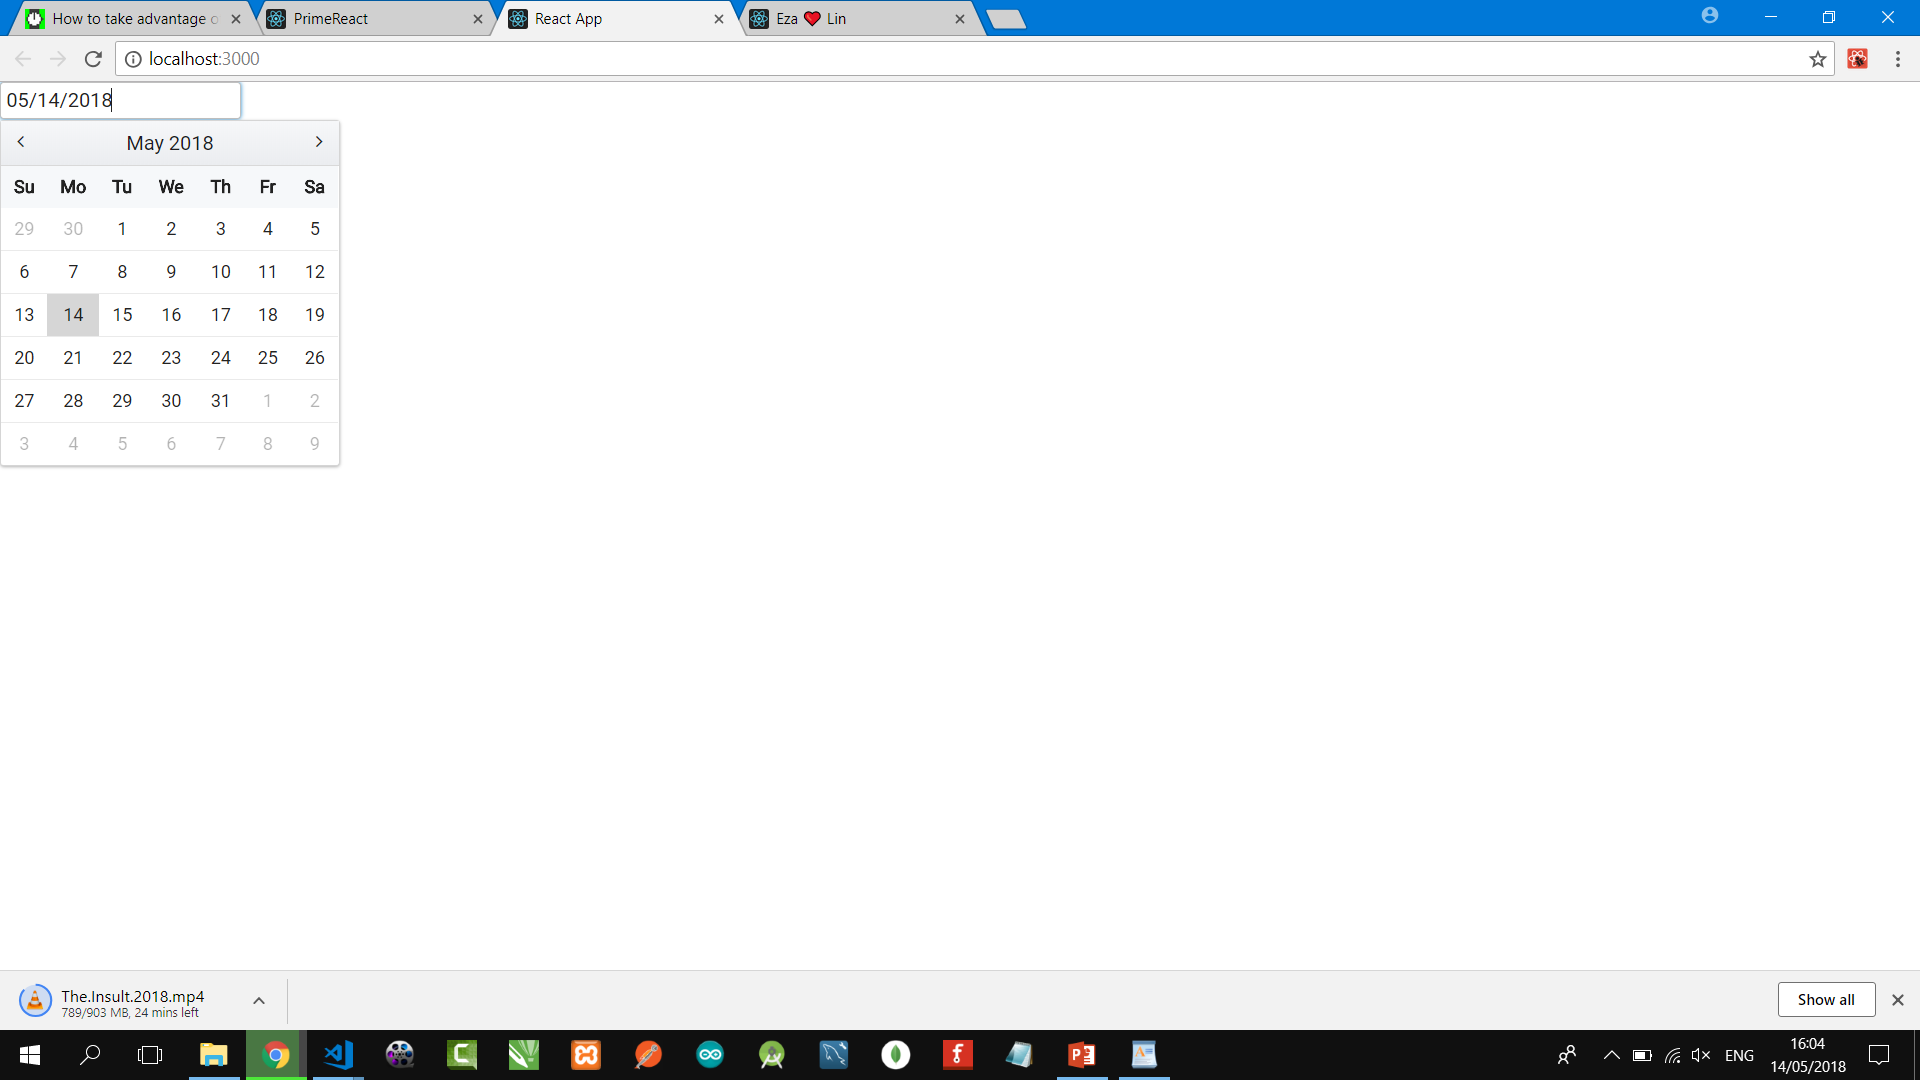 How to take advantage o
PrimeReact
React App
Eza ❤ Lin
localhost:3000
05/14/2018
May 2018
Su Mo Tu We Th Fr Sa
29 30 1 2 3 4 5
6 7 8 9 10 11 12
13 14 15 16 17 18 19
20 21 22 23 24 25 26
27 28 29 30 31 1 2
3 4 5 6 7 8 9
The.Insult.2018.mp4
789/903 MB, 24 mins left
Show all
ENG
16:04
14/05/2018